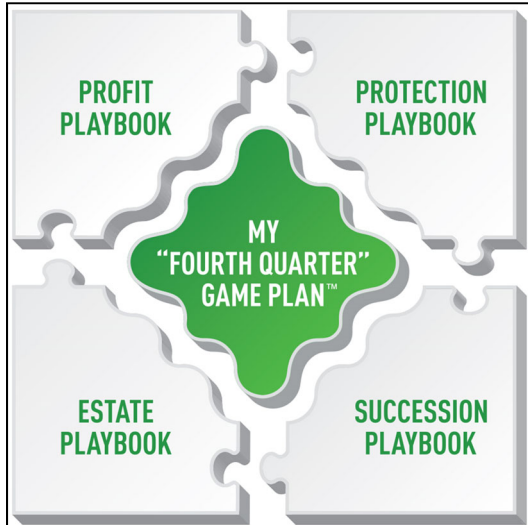 PROFIT
PLAYBOOK
PROTECTION
PLAYBOOK
MY
“FOURTH QUARTER”
GAME PLAN™
ESTATE
PLAYBOOK
SUCCESSION
PLAYBOOK